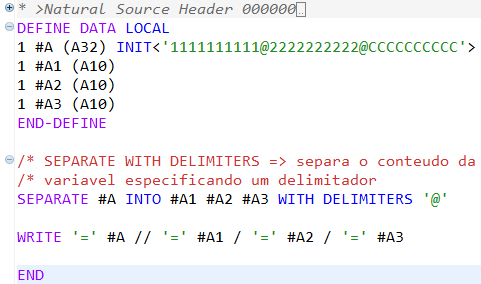 * >Natural Source Header 000000..
DEFINE DATA LOCAL
1 #A (A32) INIT<'1111111111@2222222222@CCCCCCCCCC'>
1 #A1 (A10)
1 #A2 (A10)
1 #A3 (A10)
END-DEFINE
/* SEPARATE WITH DELIMITERS => separa o conteudo da
/* variavel especificando um delimitador
SEPARATE #A INTO #A1 #A2 #A3 WITH DELIMITERS '@'
WRITE '=' #A // '=' #A1 / '=' #A2 / '=' #A3
END